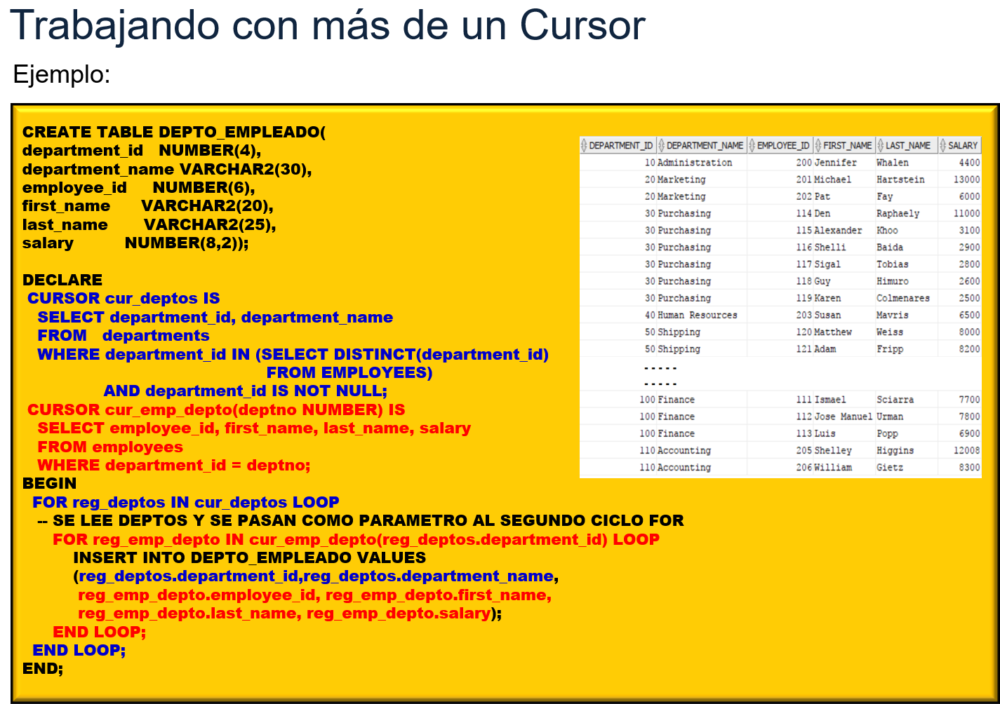 Trabajando con más de un Cursor
Ejemplo:
CREATE TABLE DEPTO_EMPLEADO(
department_id NUMBER(4),
department_name VARCHAR2(30),
employee_id NUMBER(6),
first_name VARCHAR2(20),
last_name VARCHAR2(25),
salary NUMBER(8,2));
DECLARE
CURSOR cur_deptos IS
SELECT department_id, department_name
FROM departments
WHERE department_id IN (SELECT DISTINCT(department_id)
FROM EMPLOYEES)
AND department_id IS NOT NULL;
CURSOR cur_emp_depto(deptno NUMBER) IS
SELECT employee_id, first_name, last_name, salary
FROM employees
WHERE department_id = deptno;
BEGIN
FOR reg_deptos IN cur_deptos LOOP
-- SE LEE DEPTOS Y SE PASAN COMO PARAMETRO AL SEGUNDO CICLO FOR
FOR reg_emp_depto IN cur_emp_depto(reg_deptos.department_id) LOOP
INSERT INTO DEPTO_EMPLEADO VALUES
(reg_deptos.department_id,reg_deptos.department_name,
reg_emp_depto.employee_id, reg_emp_depto.first_name,
reg_emp_depto.last_name, reg_emp_depto.salary);
END LOOP;
END LOOP;
END;
DEPARTMENT_ID DEPARTMENT_NAME EMPLOYEE_ID FIRST_NAME LAST_NAME SALARY
10 Administration 200 Jennifer Whalen 4400
20 Marketing 201 Michael Hartstein 13000
20 Marketing 202 Pat Fay 6000
30 Purchasing 114 Den Raphaely 11000
30 Purchasing 115 Alexander Khoo 3100
30 Purchasing 116 Shelli Baida 2900
30 Purchasing 117 Sigal Tobias 2800
30 Purchasing 118 Guy Himuro 2600
30 Purchasing 119 Karen Colmenares 2500
40 Human Resources 203 Susan Mavris 6500
50 Shipping 120 Matthew Weiss 8000
50 Shipping 121 Adam Fripp 8200
- - - - -
- - - - -
100 Finance 111 Ismael Sciarra 7700
100 Finance 112 Jose Manuel Urman 7800
100 Finance 113 Luis Popp 6900
110 Accounting 205 Shelley Higgins 12008
110 Accounting 206 William Gietz 8300